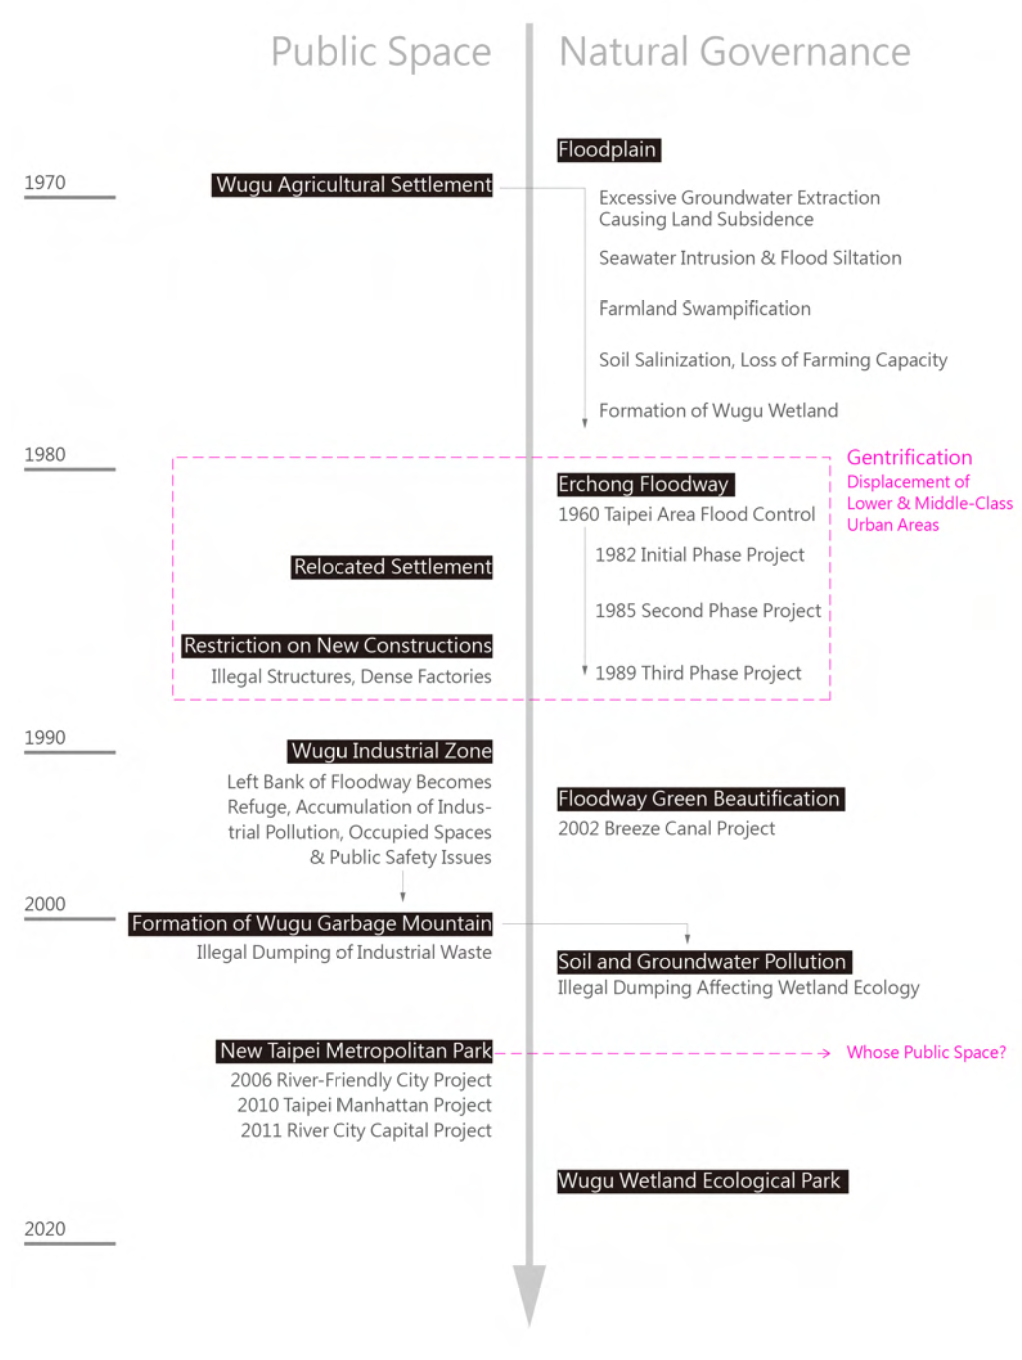 Public Space
Natural Governance
Floodplain
1970
Wugu Agricultural Settlement
Excessive Groundwater Extraction
Causing Land Subsidence
Seawater Intrusion & Flood Siltation
Farmland Swampification
Soil Salinization, Loss of Farming Capacity
Formation of Wugu Wetland
1980
Gentrification
Displacement of
Lower & Middle-Class
Urban Areas
Erchong Floodway
1960 Taipei Area Flood Control
1982 Initial Phase Project
Relocated Settlement
1985 Second Phase Project
Restriction on New Constructions
Illegal Structures, Dense Factories
1989 Third Phase Project
1990
Wugu Industrial Zone
Left Bank of Floodway Becomes
Refuge, Accumulation of Indus-
trial Pollution, Occupied Spaces
& Public Safety Issues
Floodway Green Beautification
2002 Breeze Canal Project
2000
Formation of Wugu Garbage Mountain
Illegal Dumping of Industrial Waste
Soil and Groundwater Pollution
Illegal Dumping Affecting Wetland Ecology
New Taipei Metropolitan Park
Whose Public Space?
2006 River-Friendly City Project
2010 Taipei Manhattan Project
2011 River City Capital Project
Wugu Wetland Ecological Park
2020